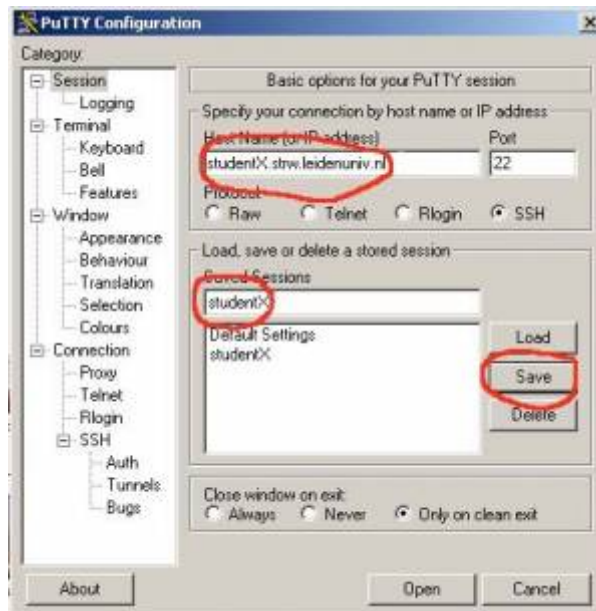 PuTTY Configuration
Category:
Session
Logging
Terminal
Keyboard
Bell
Features
Window
Appearance
Behaviour
Translation
Selection
Colours
Connection
Proxy
Telnet
Rlogin
SSH
Auth
Tunnels
Bugs
Basic options for your PuTTY session
Specify your connection by host name or IP address
Host Name (or IP address) Port
studentX.strw.leidenuniv.nl 22
Protocol:
Raw Telnet Rlogin SSH
Load, save or delete a stored session
Saved Sessions
studentX
Default Settings
studentX
Load
Save
Delete
Close window on exit:
Always Never Only on clean exit
About Open Cancel